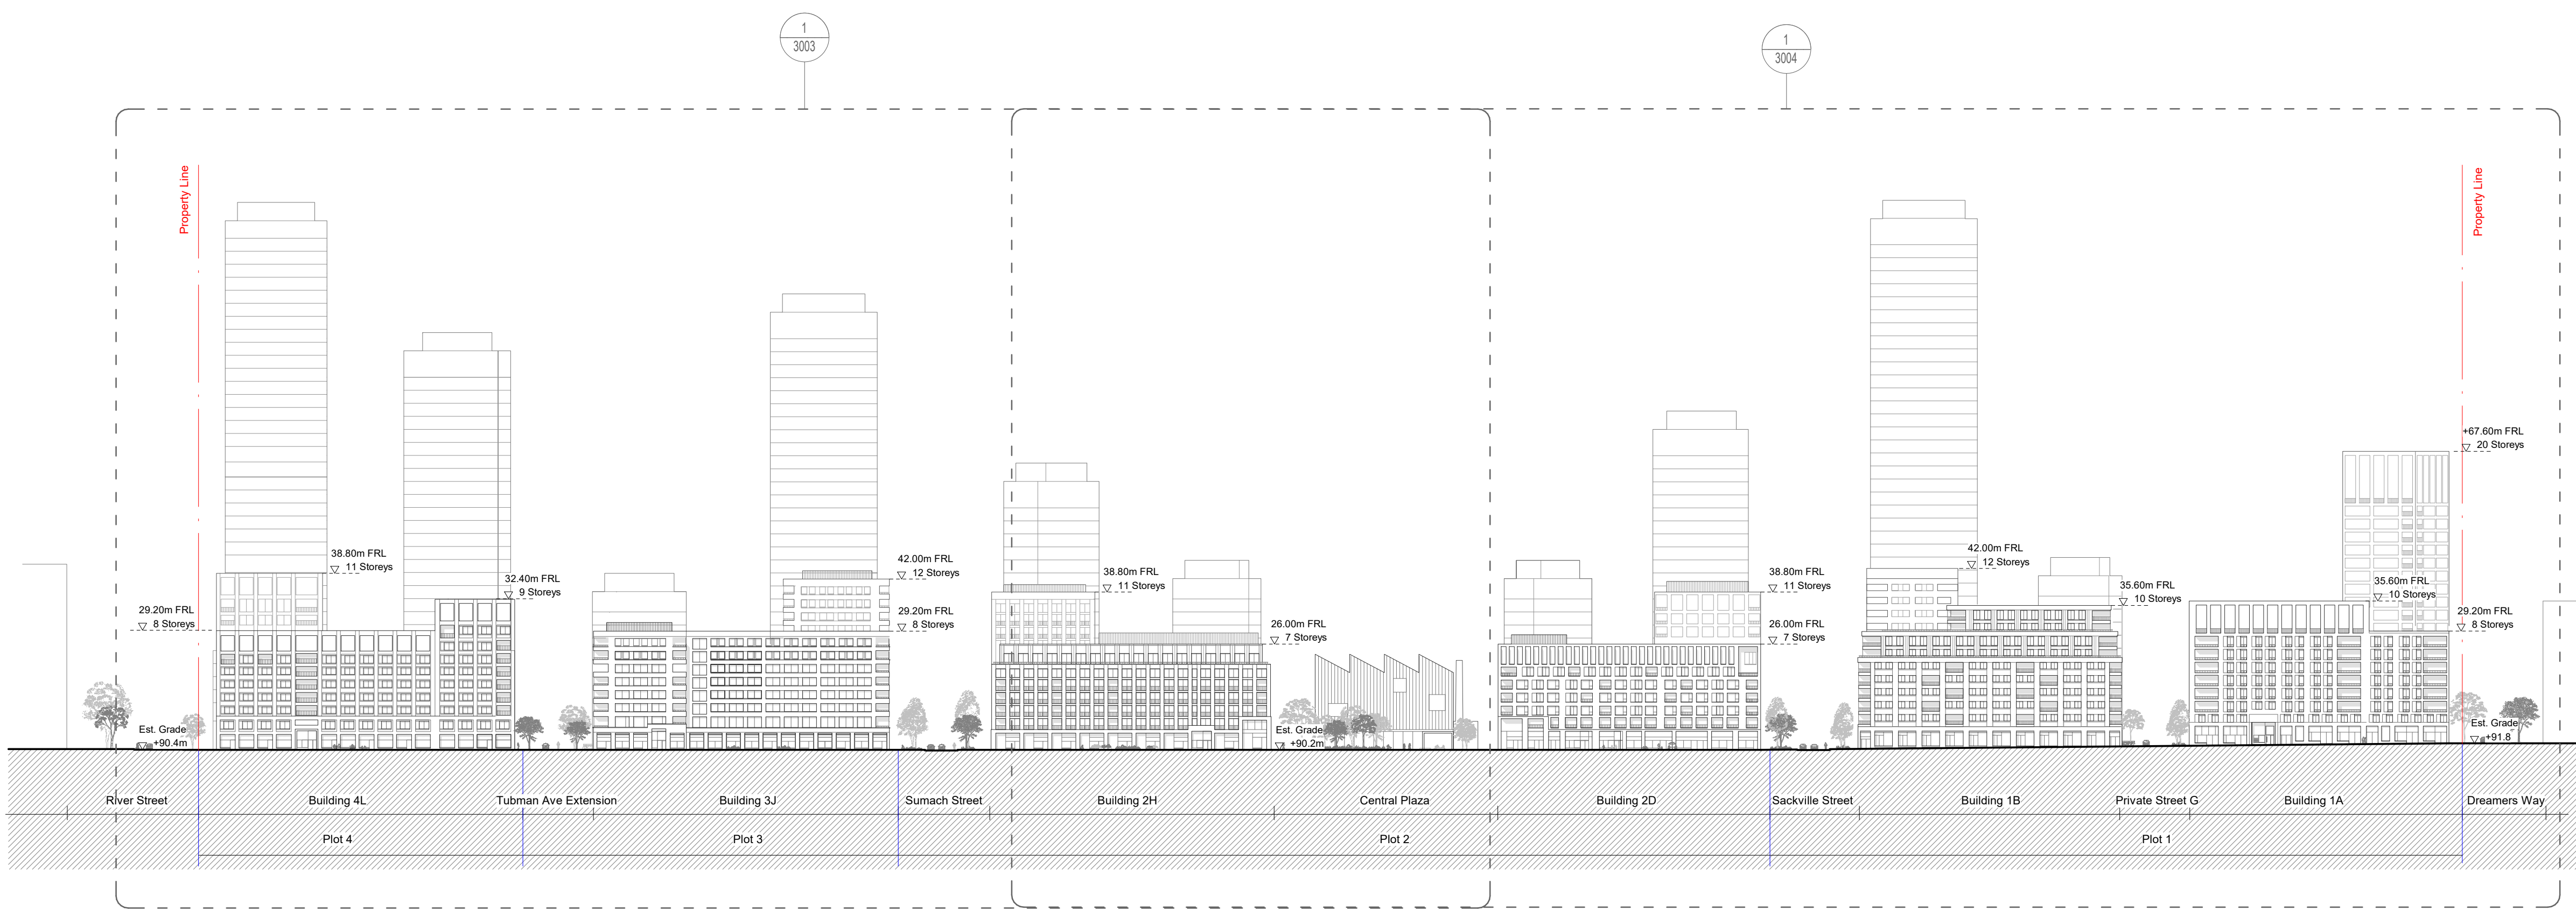 1
3003
1
3004
Property Line
Property Line
+67.60m FRL
20 Storeys
38.80m FRL
11 Storeys
32.40m FRL
9 Storeys
29.20m FRL
8 Storeys
42.00m FRL
12 Storeys
29.20m FRL
8 Storeys
38.80m FRL
11 Storeys
26.00m FRL
7 Storeys
38.80m FRL
11 Storeys
26.00m FRL
7 Storeys
42.00m FRL
12 Storeys
35.60m FRL
10 Storeys
35.60m FRL
10 Storeys
29.20m FRL
8 Storeys
Est. Grade
+90.4m
Est. Grade
+90.2m
Est. Grade
+91.8
River Street
Building 4L
Tubman Ave Extension
Building 3J
Sumach Street
Building 2H
Central Plaza
Building 2D
Sackville Street
Building 1B
Private Street G
Building 1A
Dreamers Way
Plot 4
Plot 3
Plot 2
Plot 1